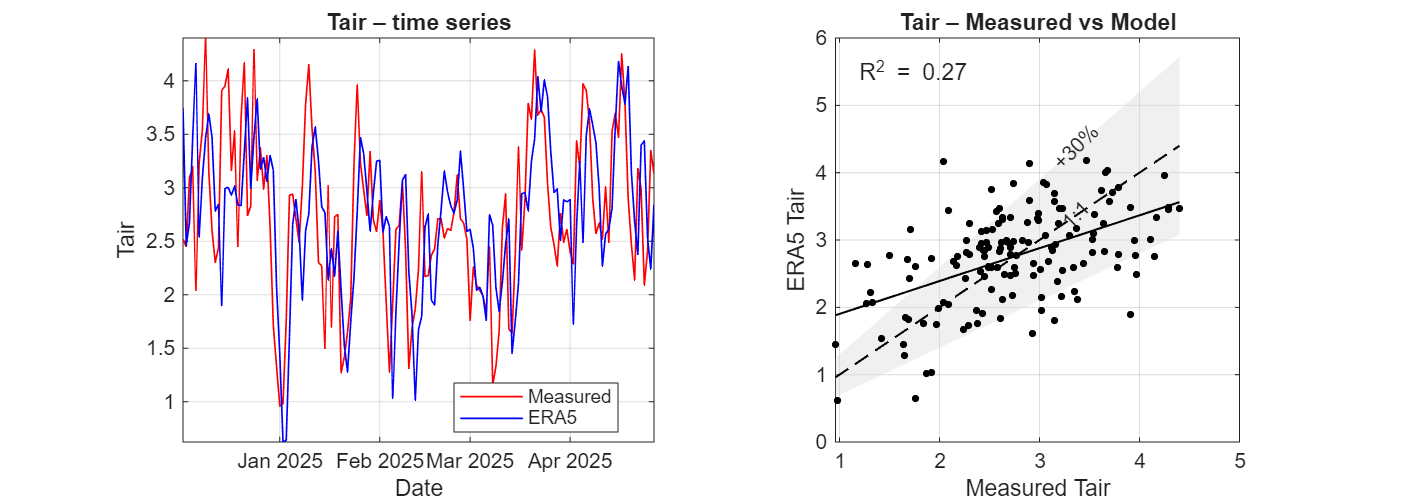 Tair – time series
Tair
4
3.5
3
2.5
2
1.5
1
Measured
ERA5
Jan 2025 Feb 2025 Mar 2025 Apr 2025
Date
Tair – Measured vs Model
R² = 0.27
ERA5 Tair
6
5
4
3
2
1
0
+30%
1:1
1 2 3 4 5
Measured Tair